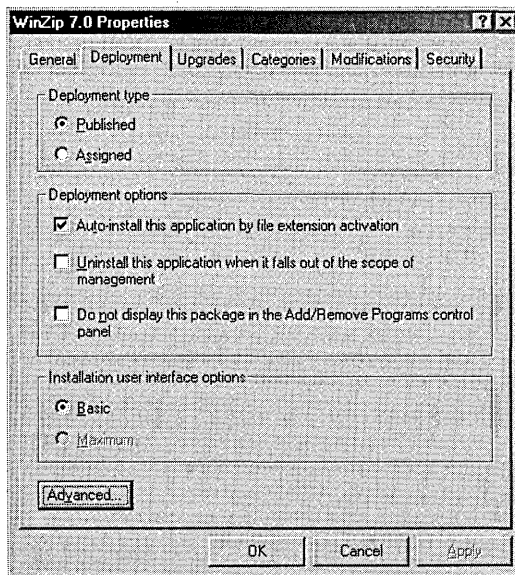 WinZip 7.0 Properties
General Deployment Upgrades Categories Modifications Security
Deployment type
Published
Assigned
Deployment options
Auto-install this application by file extension activation
Uninstall this application when it falls out of the scope of
management
Do not display this package in the Add/Remove Programs control
panel
Installation user interface options
Basic
Maximum
Advanced...
OK Cancel Apply